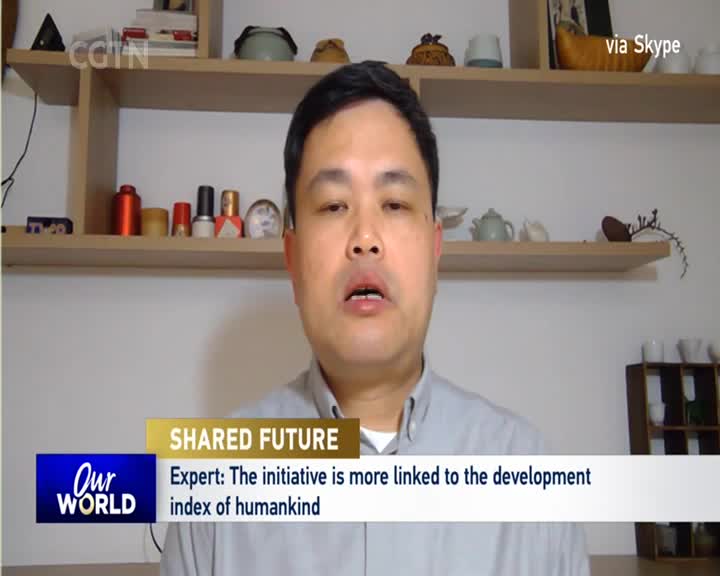 CGTN
via Skype
SHARED FUTURE
Our
WORLD
Expert: The initiative is more linked to the development
index of humankind